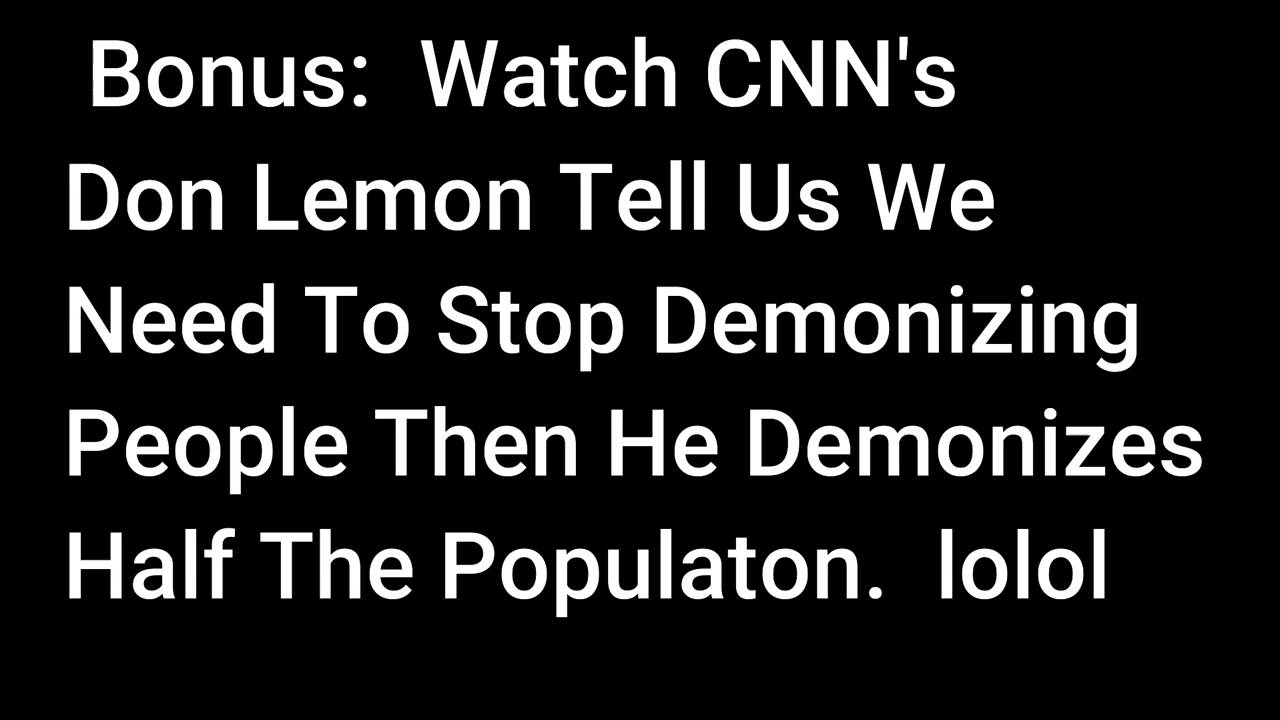 Bonus:  Watch CNN's
Don Lemon Tell Us We
Need To Stop Demonizing
People Then He Demonizes
Half The Populaton.  lolol